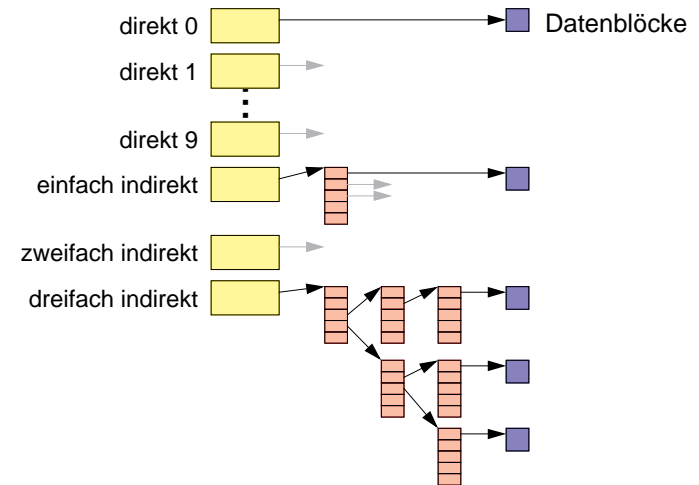 direkt 0
Datenblöcke
direkt 1
direkt 9
einfach indirekt
zweifach indirekt
dreifach indirekt